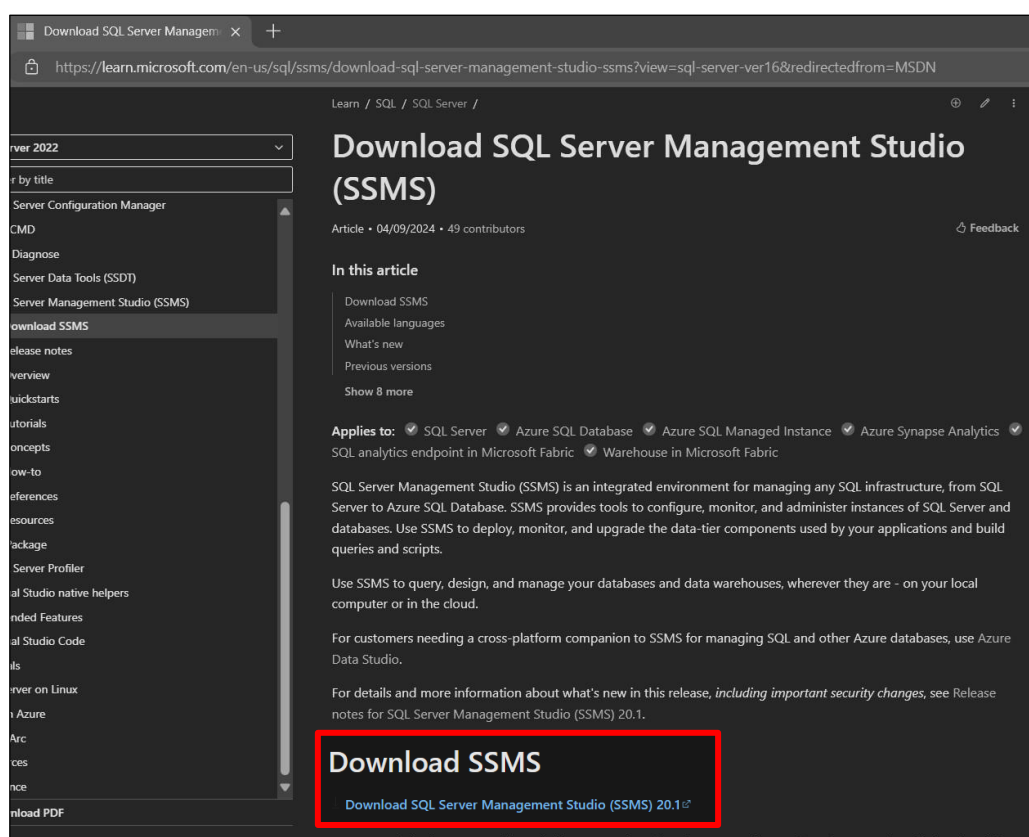 Download SQL Server Managem
https://learn.microsoft.com/en-us/sql/ssms/download-sql-server-management-studio-ssms?view=sql-server-ver16&redirectedfrom=MSDN
Learn / SQL / SQL Server /
rver 2022
r by title
Server Configuration Manager
CMD
Diagnose
Server Data Tools (SSDT)
Server Management Studio (SSMS)
ownload SSMS
elease notes
verview
uickstarts
utorials
oncepts
ow-to
eferences
esources
ackage
Server Profiler
al Studio native helpers
nded Features
al Studio Code
ls
rver on Linux
n Azure
Arc
rces
nce
nload PDF
Download SQL Server Management Studio
(SSMS)
Article • 04/09/2024 • 49 contributors
Feedback
In this article
Download SSMS
Available languages
What's new
Previous versions
Show 8 more
Applies to: SQL Server Azure SQL Database Azure SQL Managed Instance Azure Synapse Analytics
SQL analytics endpoint in Microsoft Fabric Warehouse in Microsoft Fabric
SQL Server Management Studio (SSMS) is an integrated environment for managing any SQL infrastructure, from SQL
Server to Azure SQL Database. SSMS provides tools to configure, monitor, and administer instances of SQL Server and
databases. Use SSMS to deploy, monitor, and upgrade the data-tier components used by your applications and build
queries and scripts.
Use SSMS to query, design, and manage your databases and data warehouses, wherever they are - on your local
computer or in the cloud.
For customers needing a cross-platform companion to SSMS for managing SQL and other Azure databases, use Azure
Data Studio.
For details and more information about what's new in this release, including important security changes, see Release
notes for SQL Server Management Studio (SSMS) 20.1.
Download SSMS
Download SQL Server Management Studio (SSMS) 20.1